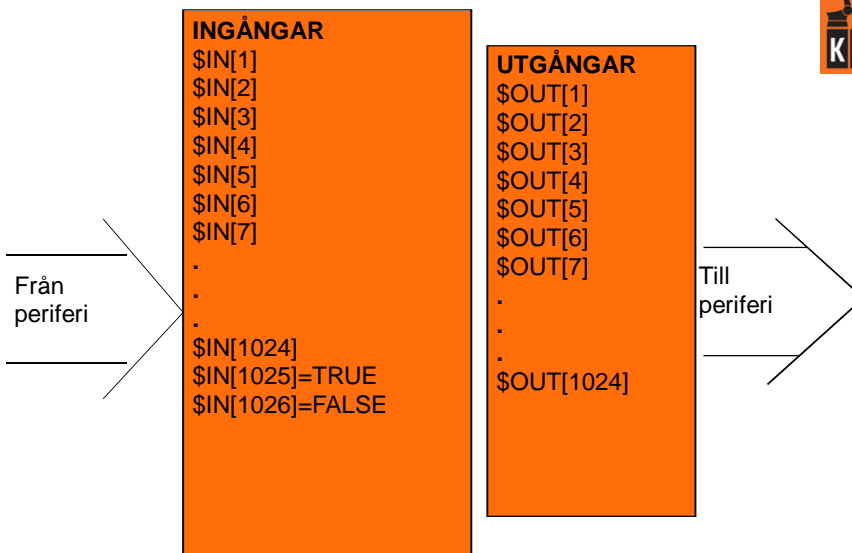 INGÅNGAR
$IN[1]
$IN[2]
$IN[3]
$IN[4]
$IN[5]
$IN[6]
$IN[7]
.
.
.
$IN[1024]
$IN[1025]=TRUE
$IN[1026]=FALSE
UTGÅNGAR
$OUT[1]
$OUT[2]
$OUT[3]
$OUT[4]
$OUT[5]
$OUT[6]
$OUT[7]
.
.
.
$OUT[1024]
Från
periferi
Till
periferi
K